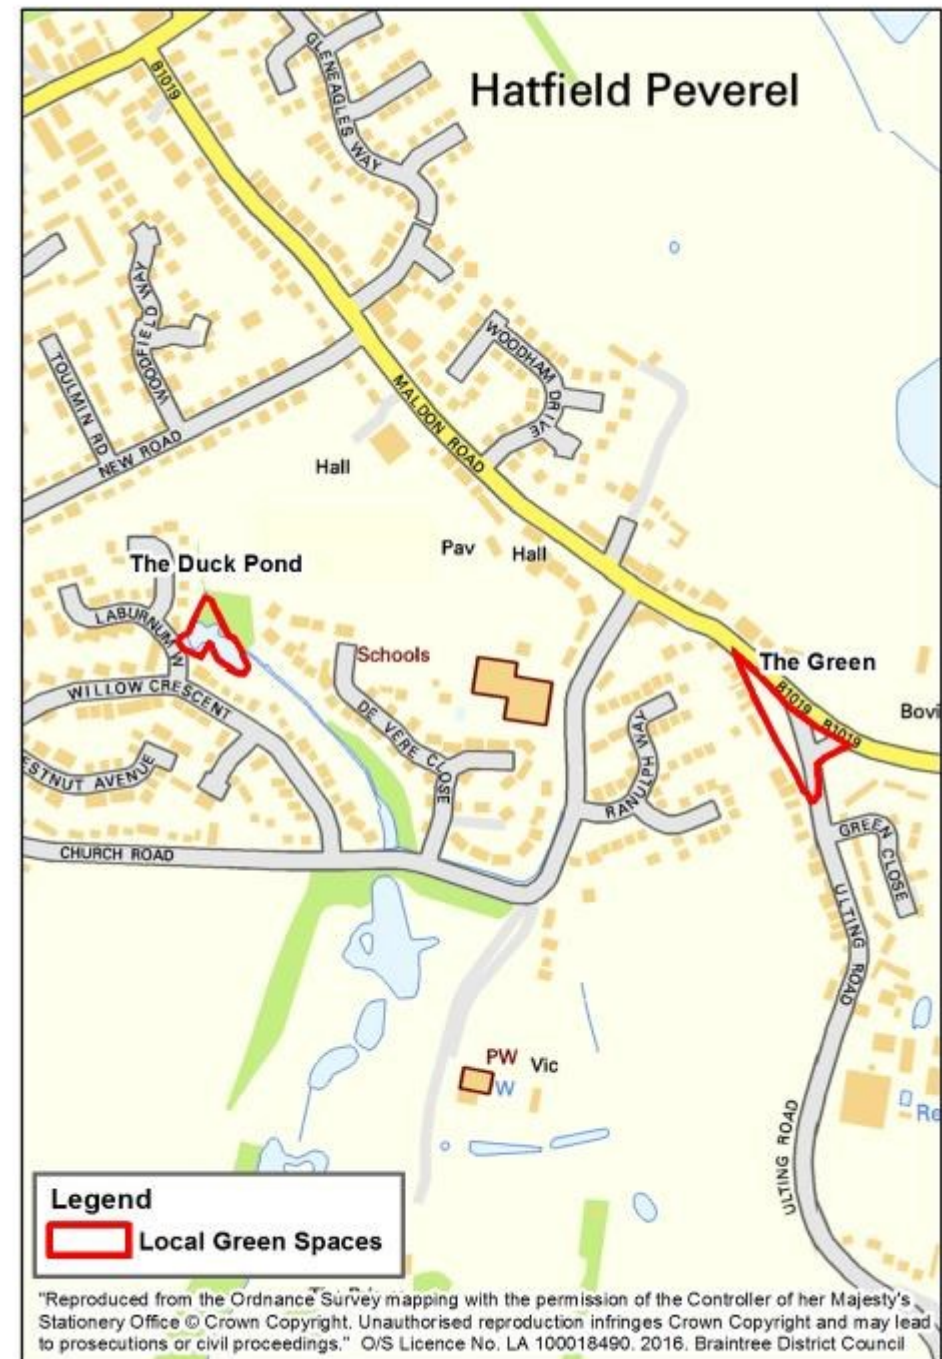 Hatfield Peverel
GLENEAGLES WAY
B1019
WOODFIELD WAY
TOULMIN RD
NEW ROAD
MALDON ROAD
WOODHAM DRIVE
Hall
Pav
Hall
The Duck Pond
LABURNUM W
WILLOW CRESCENT
ESTNUT AVENUE
Schools
DE VERE CLOSE
The Green
B1019
B1019
Bovi
RANULPH WAY
CHURCH ROAD
GREEN CLOSE
ULTING ROAD
PW
Vic
W
Re
ULTING ROAD
Legend
Local Green Spaces
"Reproduced from the Ordnance Survey mapping with the permission of the Controller of her Majesty's
Stationery Office © Crown Copyright. Unauthorised reproduction infringes Crown Copyright and may lead
to prosecutions or civil proceedings." O/S Licence No. LA 100018490. 2016. Braintree District Council